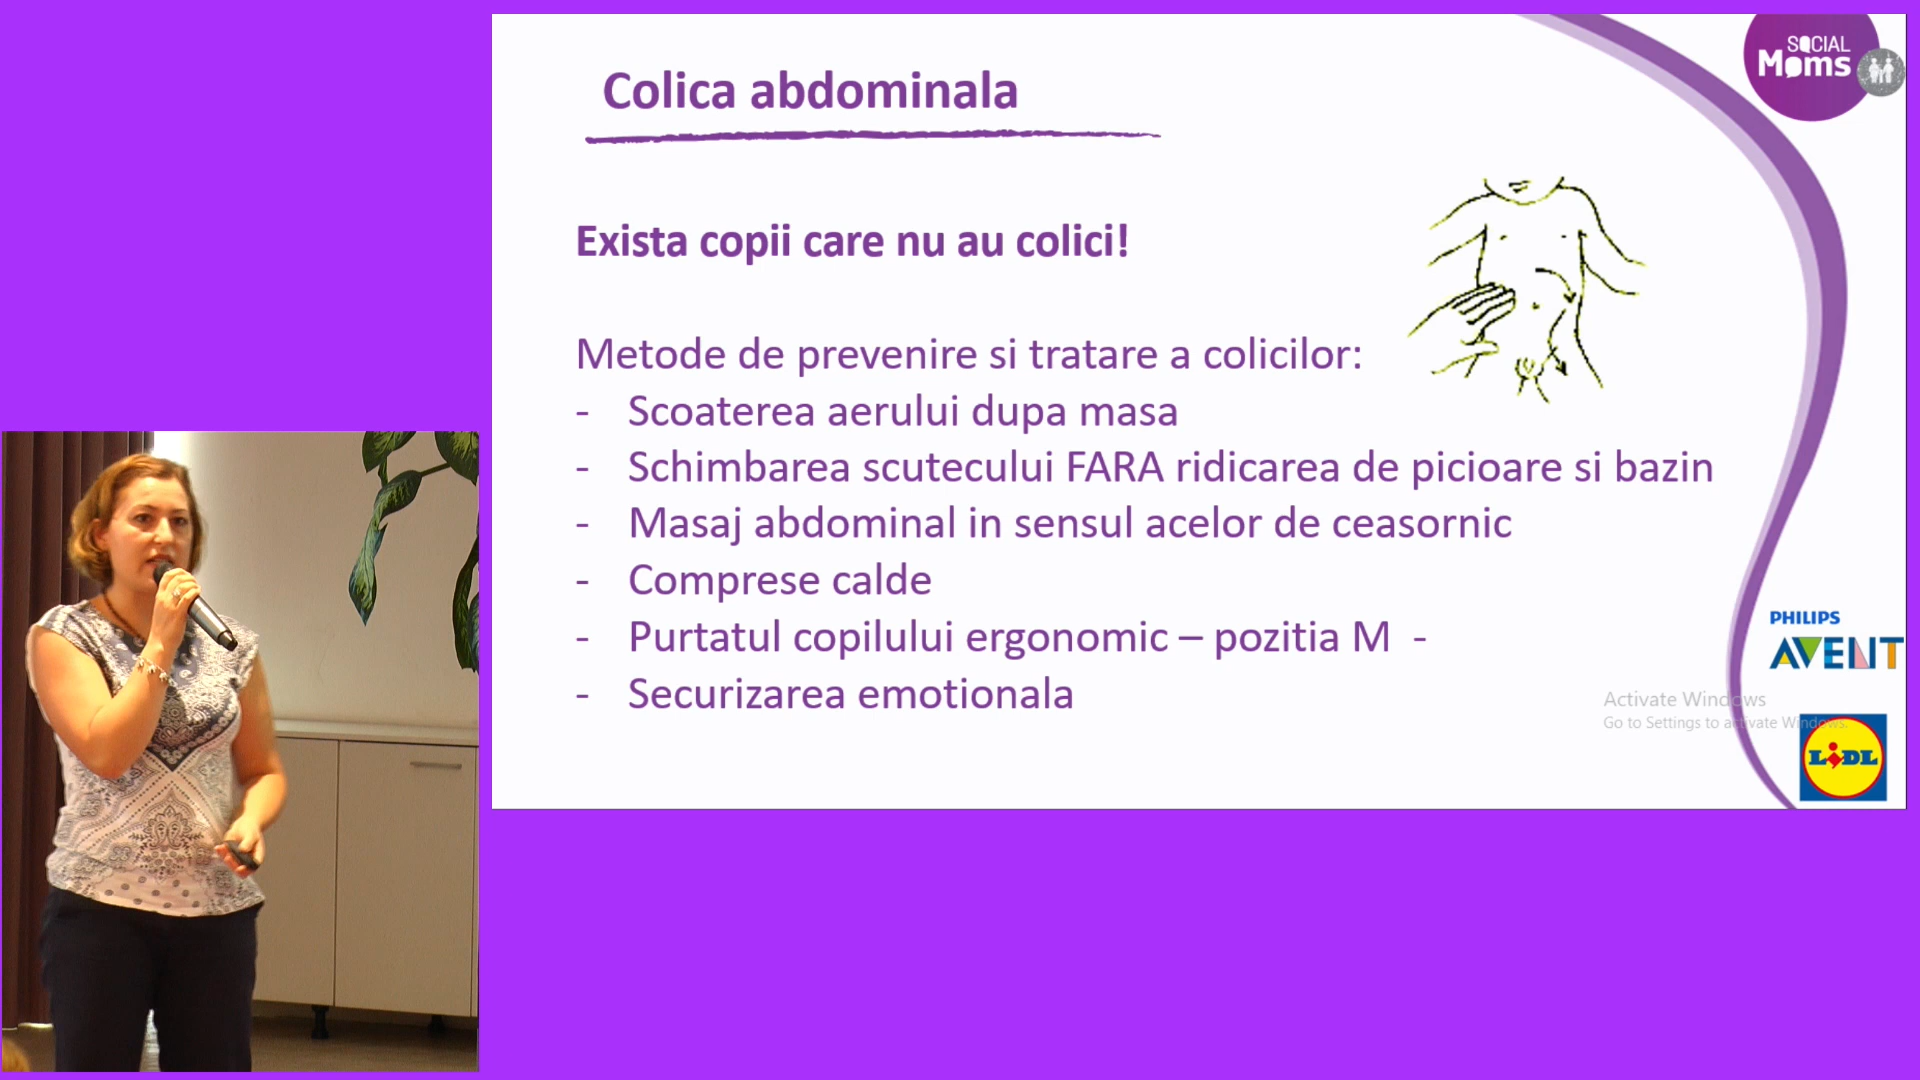 Colica abdominala
SOCIAL
Moms
Exista copii care nu au colici!
Metode de prevenire si tratare a colicilor:
- Scoaterea aerului dupa masa
- Schimbarea scutecului FARA ridicarea de picioare si bazin
- Masaj abdominal in sensul acelor de ceasornic
- Comprese calde
- Purtatul copilului ergonomic – pozitia M -
- Securizarea emotionala
PHILIPS
AVENT
Activate Windows
Go to Settings to activate Windows.
LIDL